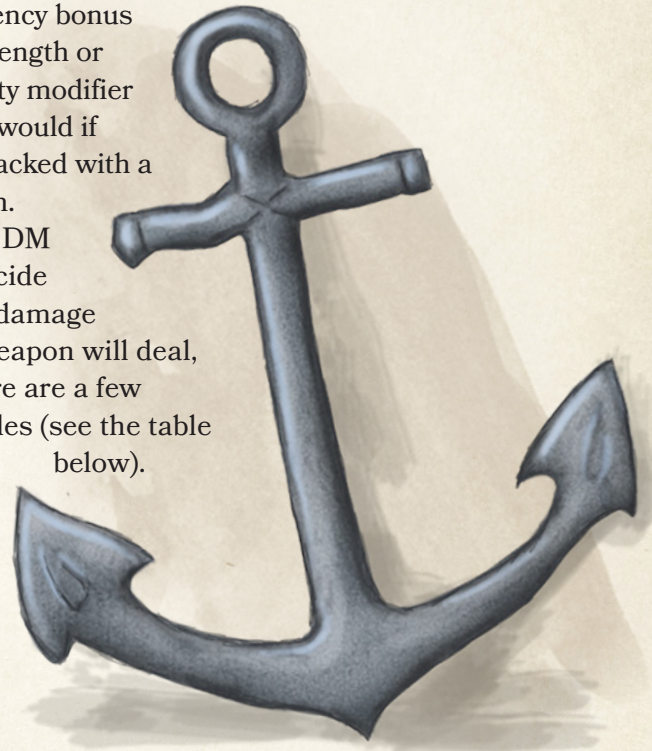 ency bonus
ength or
ty modifier
would if
acked with a
n.
DM
cide
damage
eapon will deal,
re are a few
les (see the table
below).